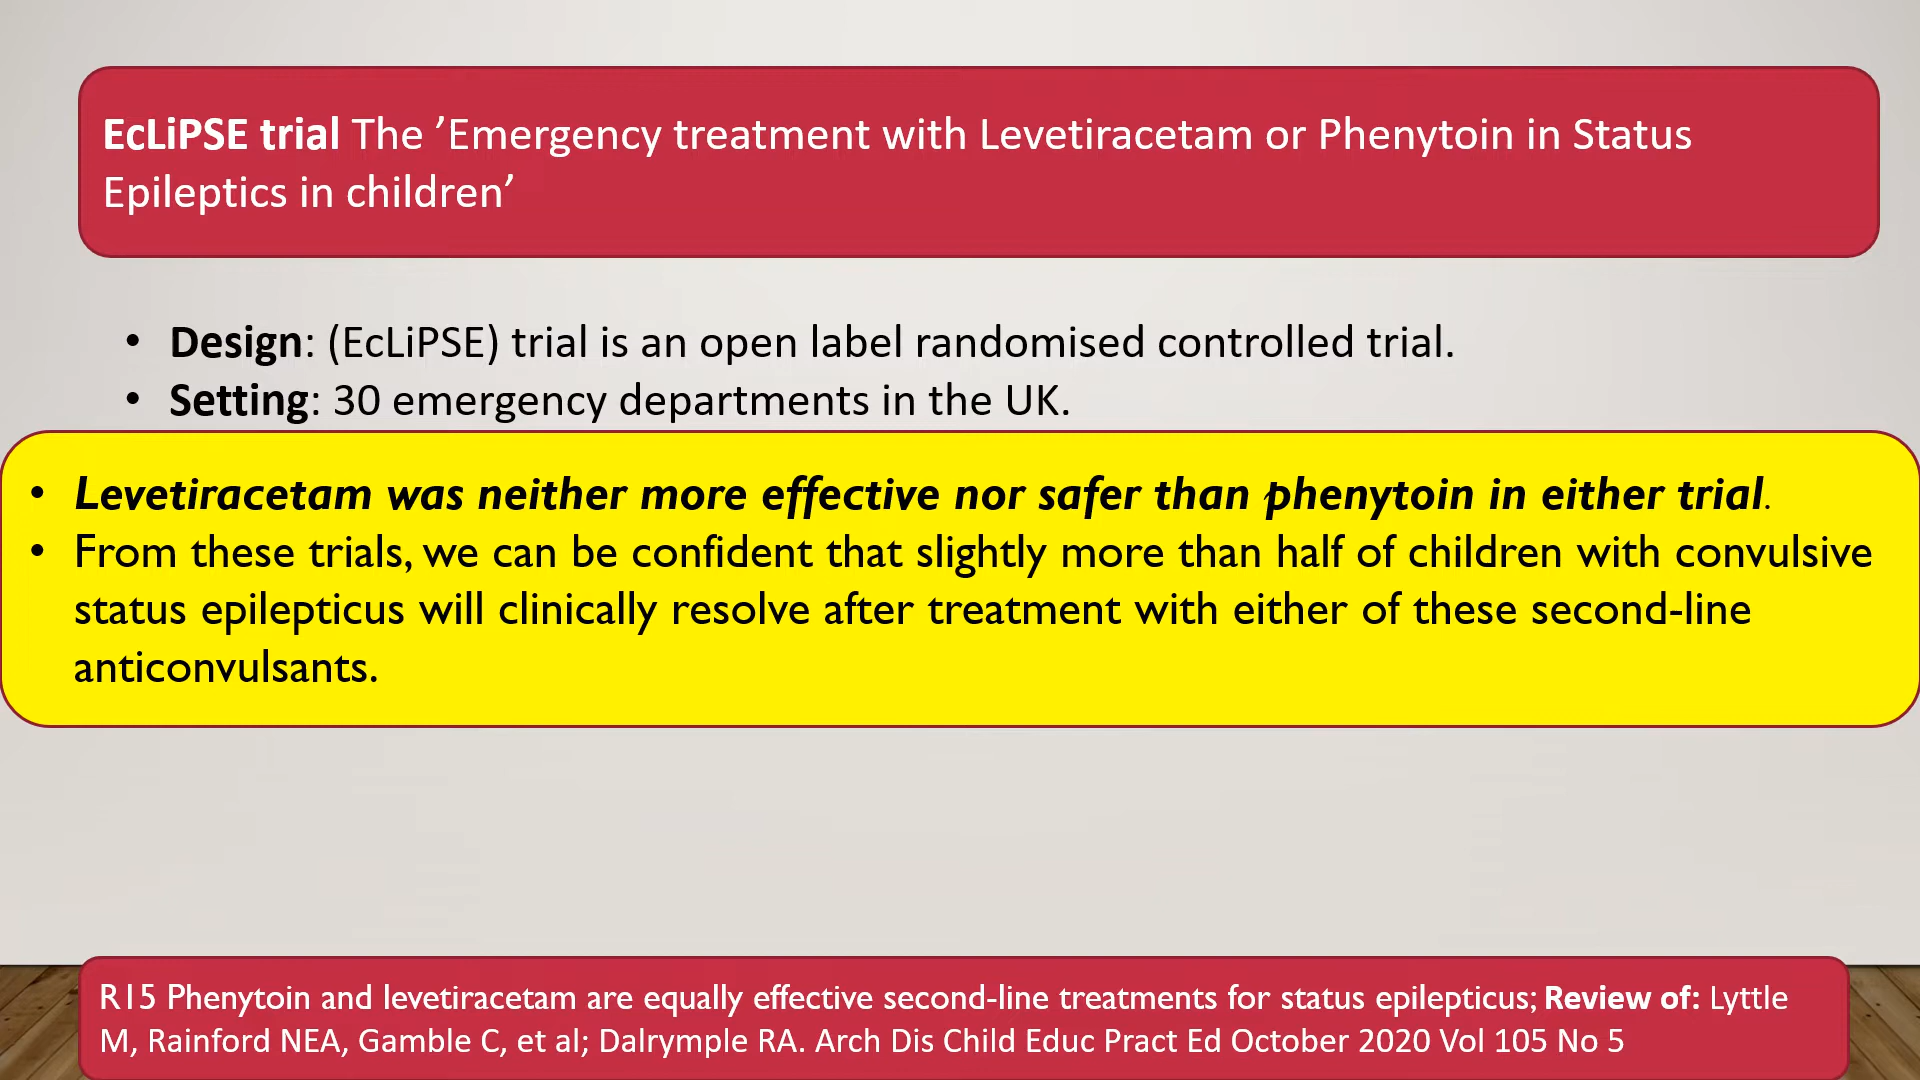 EcLiPSE trial The ’Emergency treatment with Levetiracetam or Phenytoin in Status
Epileptics in children’
• Design: (EcLiPSE) trial is an open label randomised controlled trial.
• Setting: 30 emergency departments in the UK.
• Levetiracetam was neither more effective nor safer than phenytoin in either trial.
• From these trials, we can be confident that slightly more than half of children with convulsive
status epilepticus will clinically resolve after treatment with either of these second-line
anticonvulsants.
R15 Phenytoin and levetiracetam are equally effective second-line treatments for status epilepticus; Review of: Lyttle
M, Rainford NEA, Gamble C, et al; Dalrymple RA. Arch Dis Child Educ Pract Ed October 2020 Vol 105 No 5